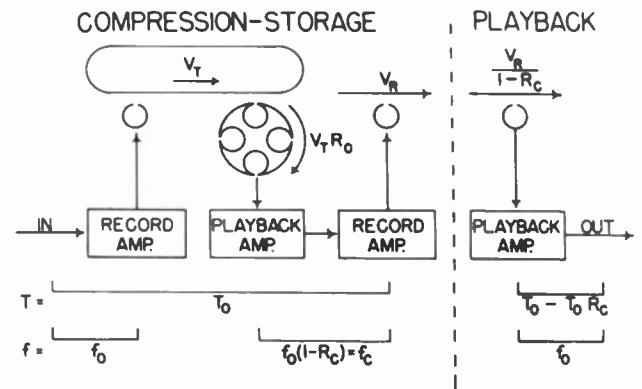 COMPRESSION-STORAGE
PLAYBACK
V_T
V_R
V_R / 1-R_C
V_T R_0
IN
RECORD AMP.
PLAYBACK AMP.
RECORD AMP.
PLAYBACK AMP.
OUT
T =
T_0
T_0 - T_0 R_C
f =
f_0
f_0(1-R_C)=f_c
f_0